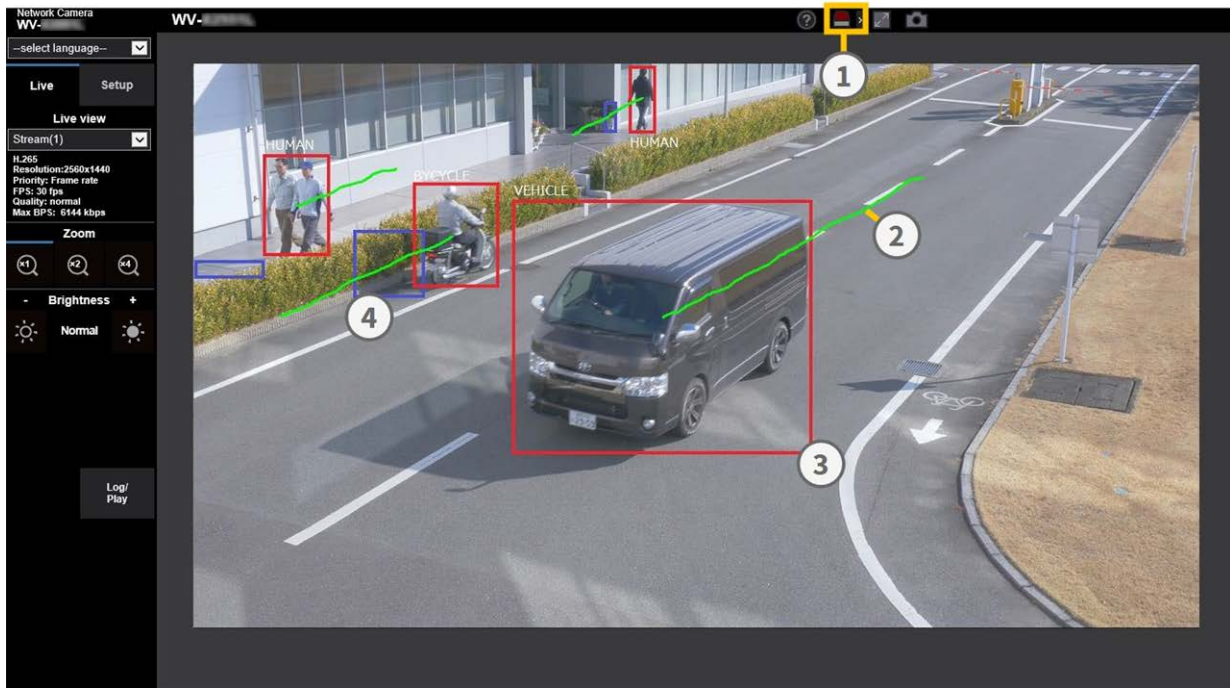 Network Camera
WV-
WV-
--select language--
Live
Setup
Live view
Stream(1)
H.265
Resolution:2560x1440
Priority: Frame rate
FPS: 30 fps
Quality: normal
Max BPS: 6144 kbps
Zoom
×1
×2
×4
- Brightness +
Normal
Log/
Play
?
1
HUMAN
HUMAN
BYCYCLE
VEHICLE
2
4
3